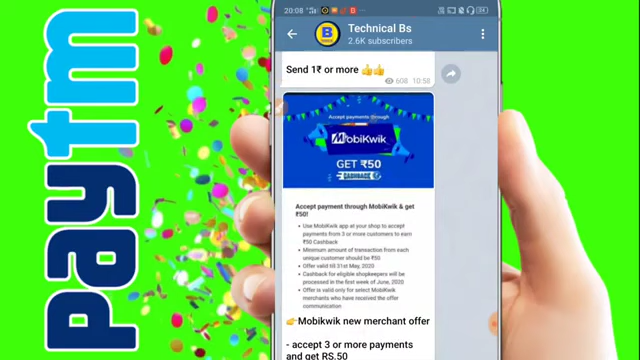 paytm
20:08
Technical Bs
2.6K subscribers
Send 1₹ or more 👍👍
608 10:58
Accept payments through
MobiKwik
GET ₹50
CASHBACK
Accept payment through MobiKwik & get
₹50!
• Use MobiKwik app at your shop to accept
payments from 3 or more customers to earn
₹50 Cashback
• Minimum amount of transaction from each
unique customer should be ₹50
• Offer valid till 31st May, 2020
• Cashback for eligible shopkeepers will be
processed in the first week of June, 2020
• Offer is valid only for select MobiKwik
merchants who have received the offer
communication
👉Mobikwik new merchant offer
- accept 3 or more payments
and get RS.50